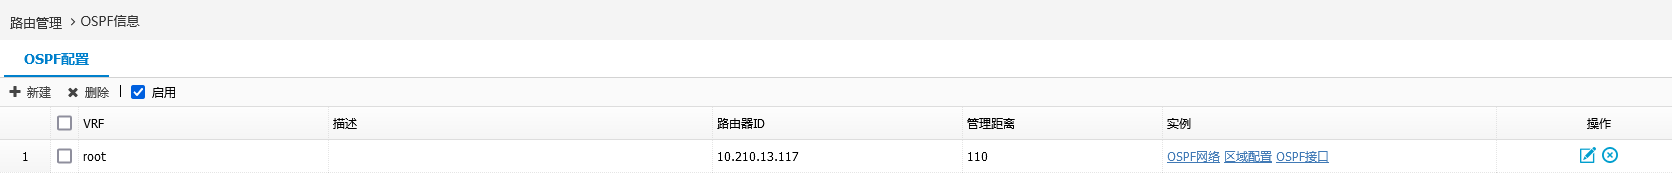 路由管理 > OSPF信息
OSPF配置
新建 删除 | 启用
VRF 描述 路由器ID 管理距离 实例 操作
1 root 10.210.13.117 110 OSPF网络 区域配置 OSPF接口